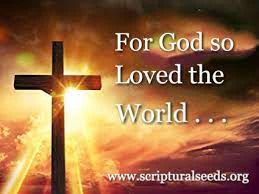 For God so
Loved the
World . . .
www.scripturalseeds.org